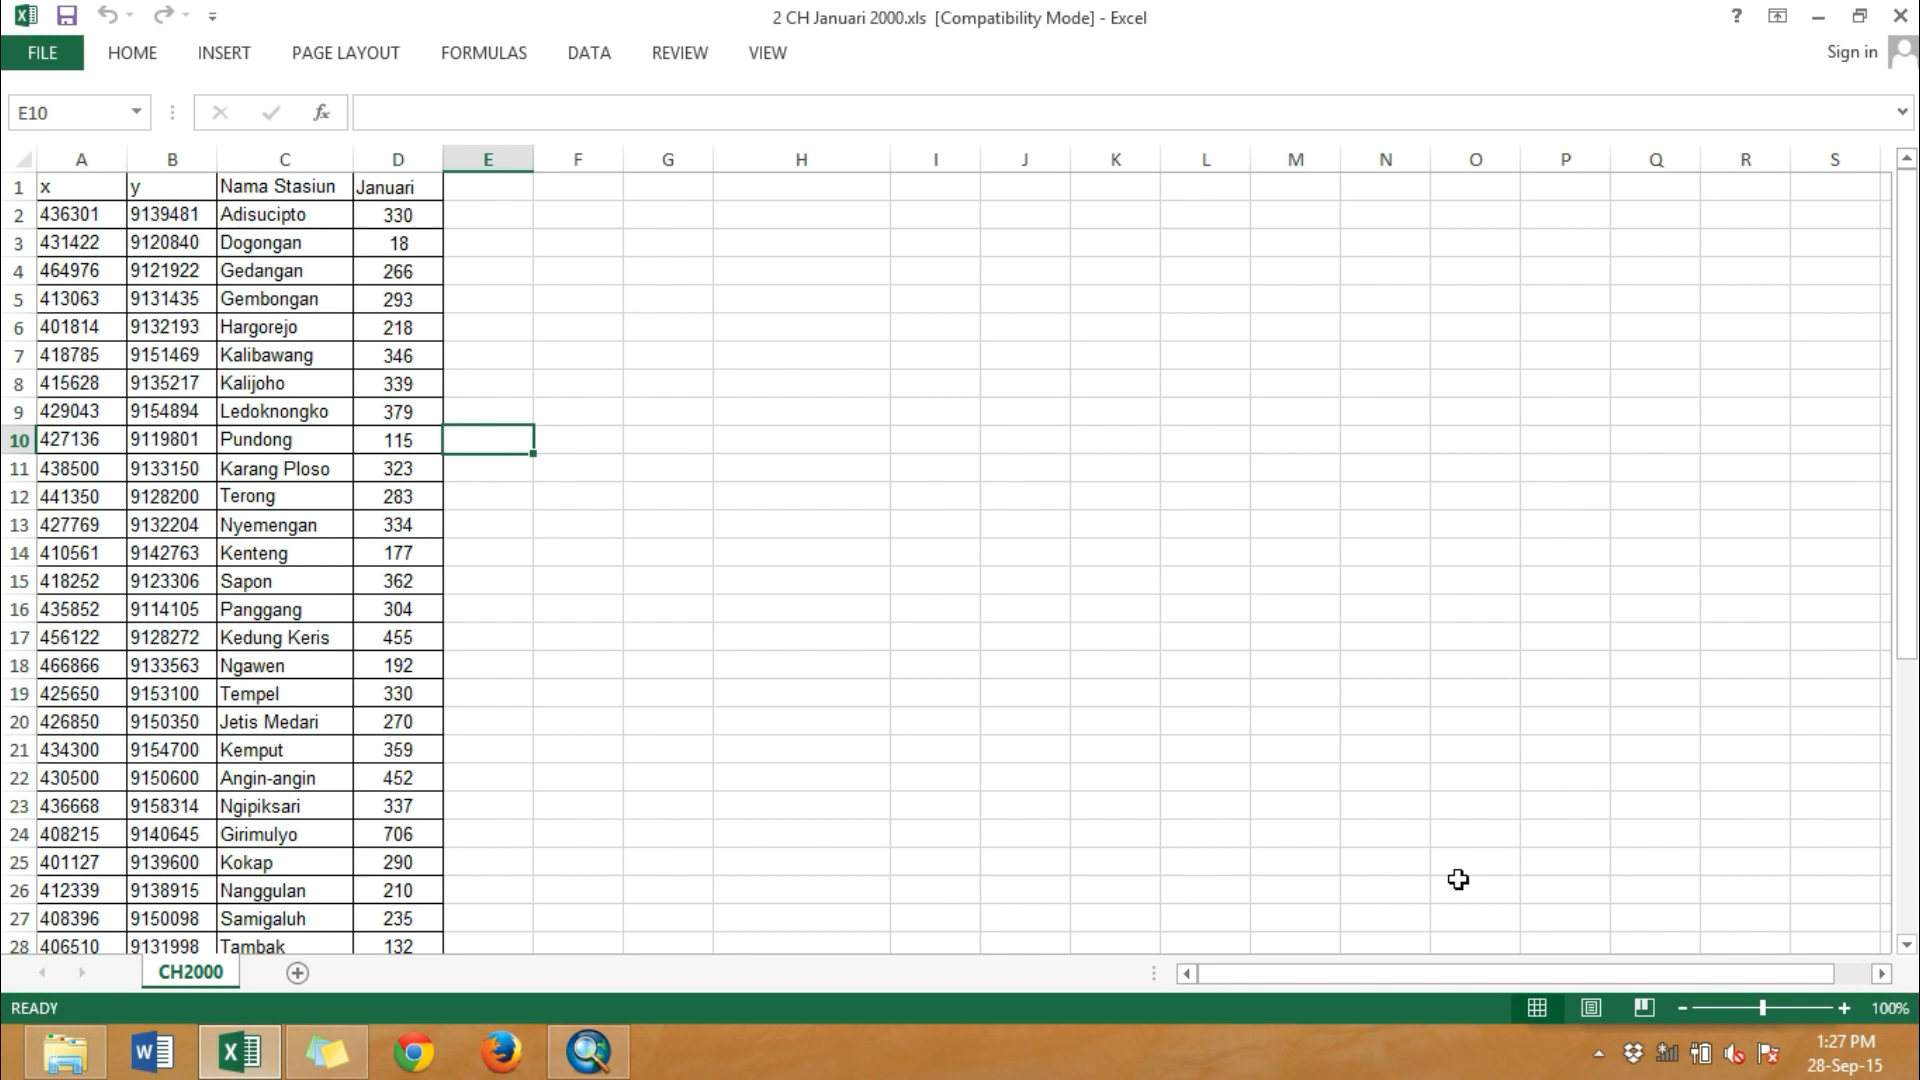 2 CH Januari 2000.xls [Compatibility Mode] - Excel
?
FILE HOME INSERT PAGE LAYOUT FORMULAS DATA REVIEW VIEW Sign in
E10 fx
A B C D E F G H I J K L M N O P Q R S
1 x y Nama Stasiun Januari
2 436301 9139481 Adisucipto 330
3 431422 9120840 Dogongan 18
4 464976 9121922 Gedangan 266
5 413063 9131435 Gembongan 293
6 401814 9132193 Hargorejo 218
7 418785 9151469 Kalibawang 346
8 415628 9135217 Kalijoho 339
9 429043 9154894 Ledoknongko 379
10 427136 9119801 Pundong 115
11 438500 9133150 Karang Ploso 323
12 441350 9128200 Terong 283
13 427769 9132204 Nyemengan 334
14 410561 9142763 Kenteng 177
15 418252 9123306 Sapon 362
16 435852 9114105 Panggang 304
17 456122 9128272 Kedung Keris 455
18 466866 9133563 Ngawen 192
19 425650 9153100 Tempel 330
20 426850 9150350 Jetis Medari 270
21 434300 9154700 Kemput 359
22 430500 9150600 Angin-angin 452
23 436668 9158314 Ngipiksari 337
24 408215 9140645 Girimulyo 706
25 401127 9139600 Kokap 290
26 412339 9138915 Nanggulan 210
27 408396 9150098 Samigaluh 235
28 406510 9131998 Tambak 132
CH2000
READY 100%
1:27 PM
28-Sep-15